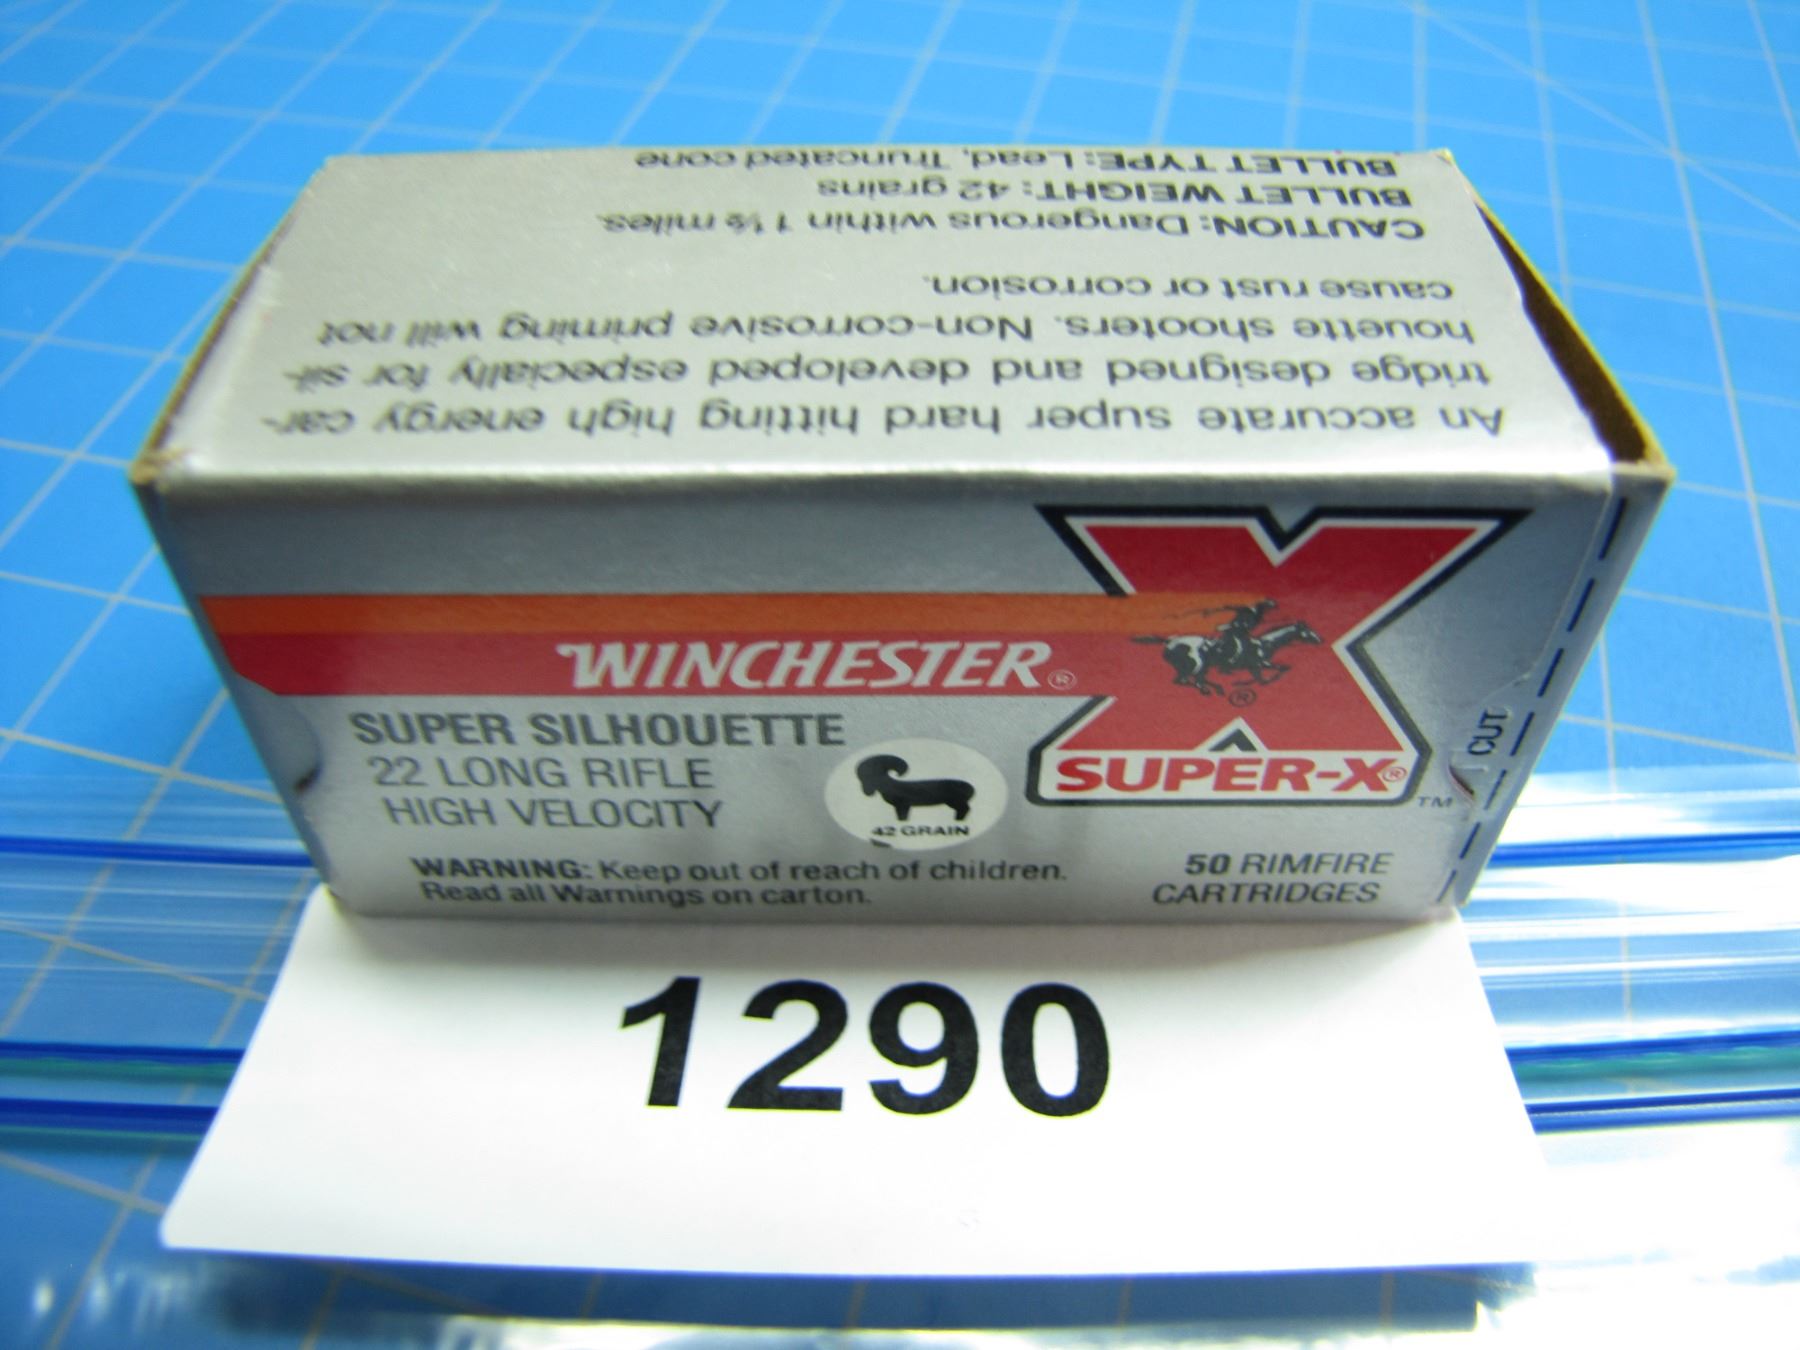 An accurate super hard hitting high energy car-
tridge designed and developed especially for sil-
houette shooters. Non-corrosive priming will not
cause rust or corrosion.
CAUTION: Dangerous within 1½ miles.
BULLET WEIGHT: 42 grains
BULLET TYPE: Lead, Truncated cone
WINCHESTER®
®
SUPER-X®
TM
SUPER SILHOUETTE
22 LONG RIFLE
HIGH VELOCITY
42 GRAIN
WARNING: Keep out of reach of children.
Read all Warnings on carton.
50 RIMFIRE
CARTRIDGES
CUT
1290